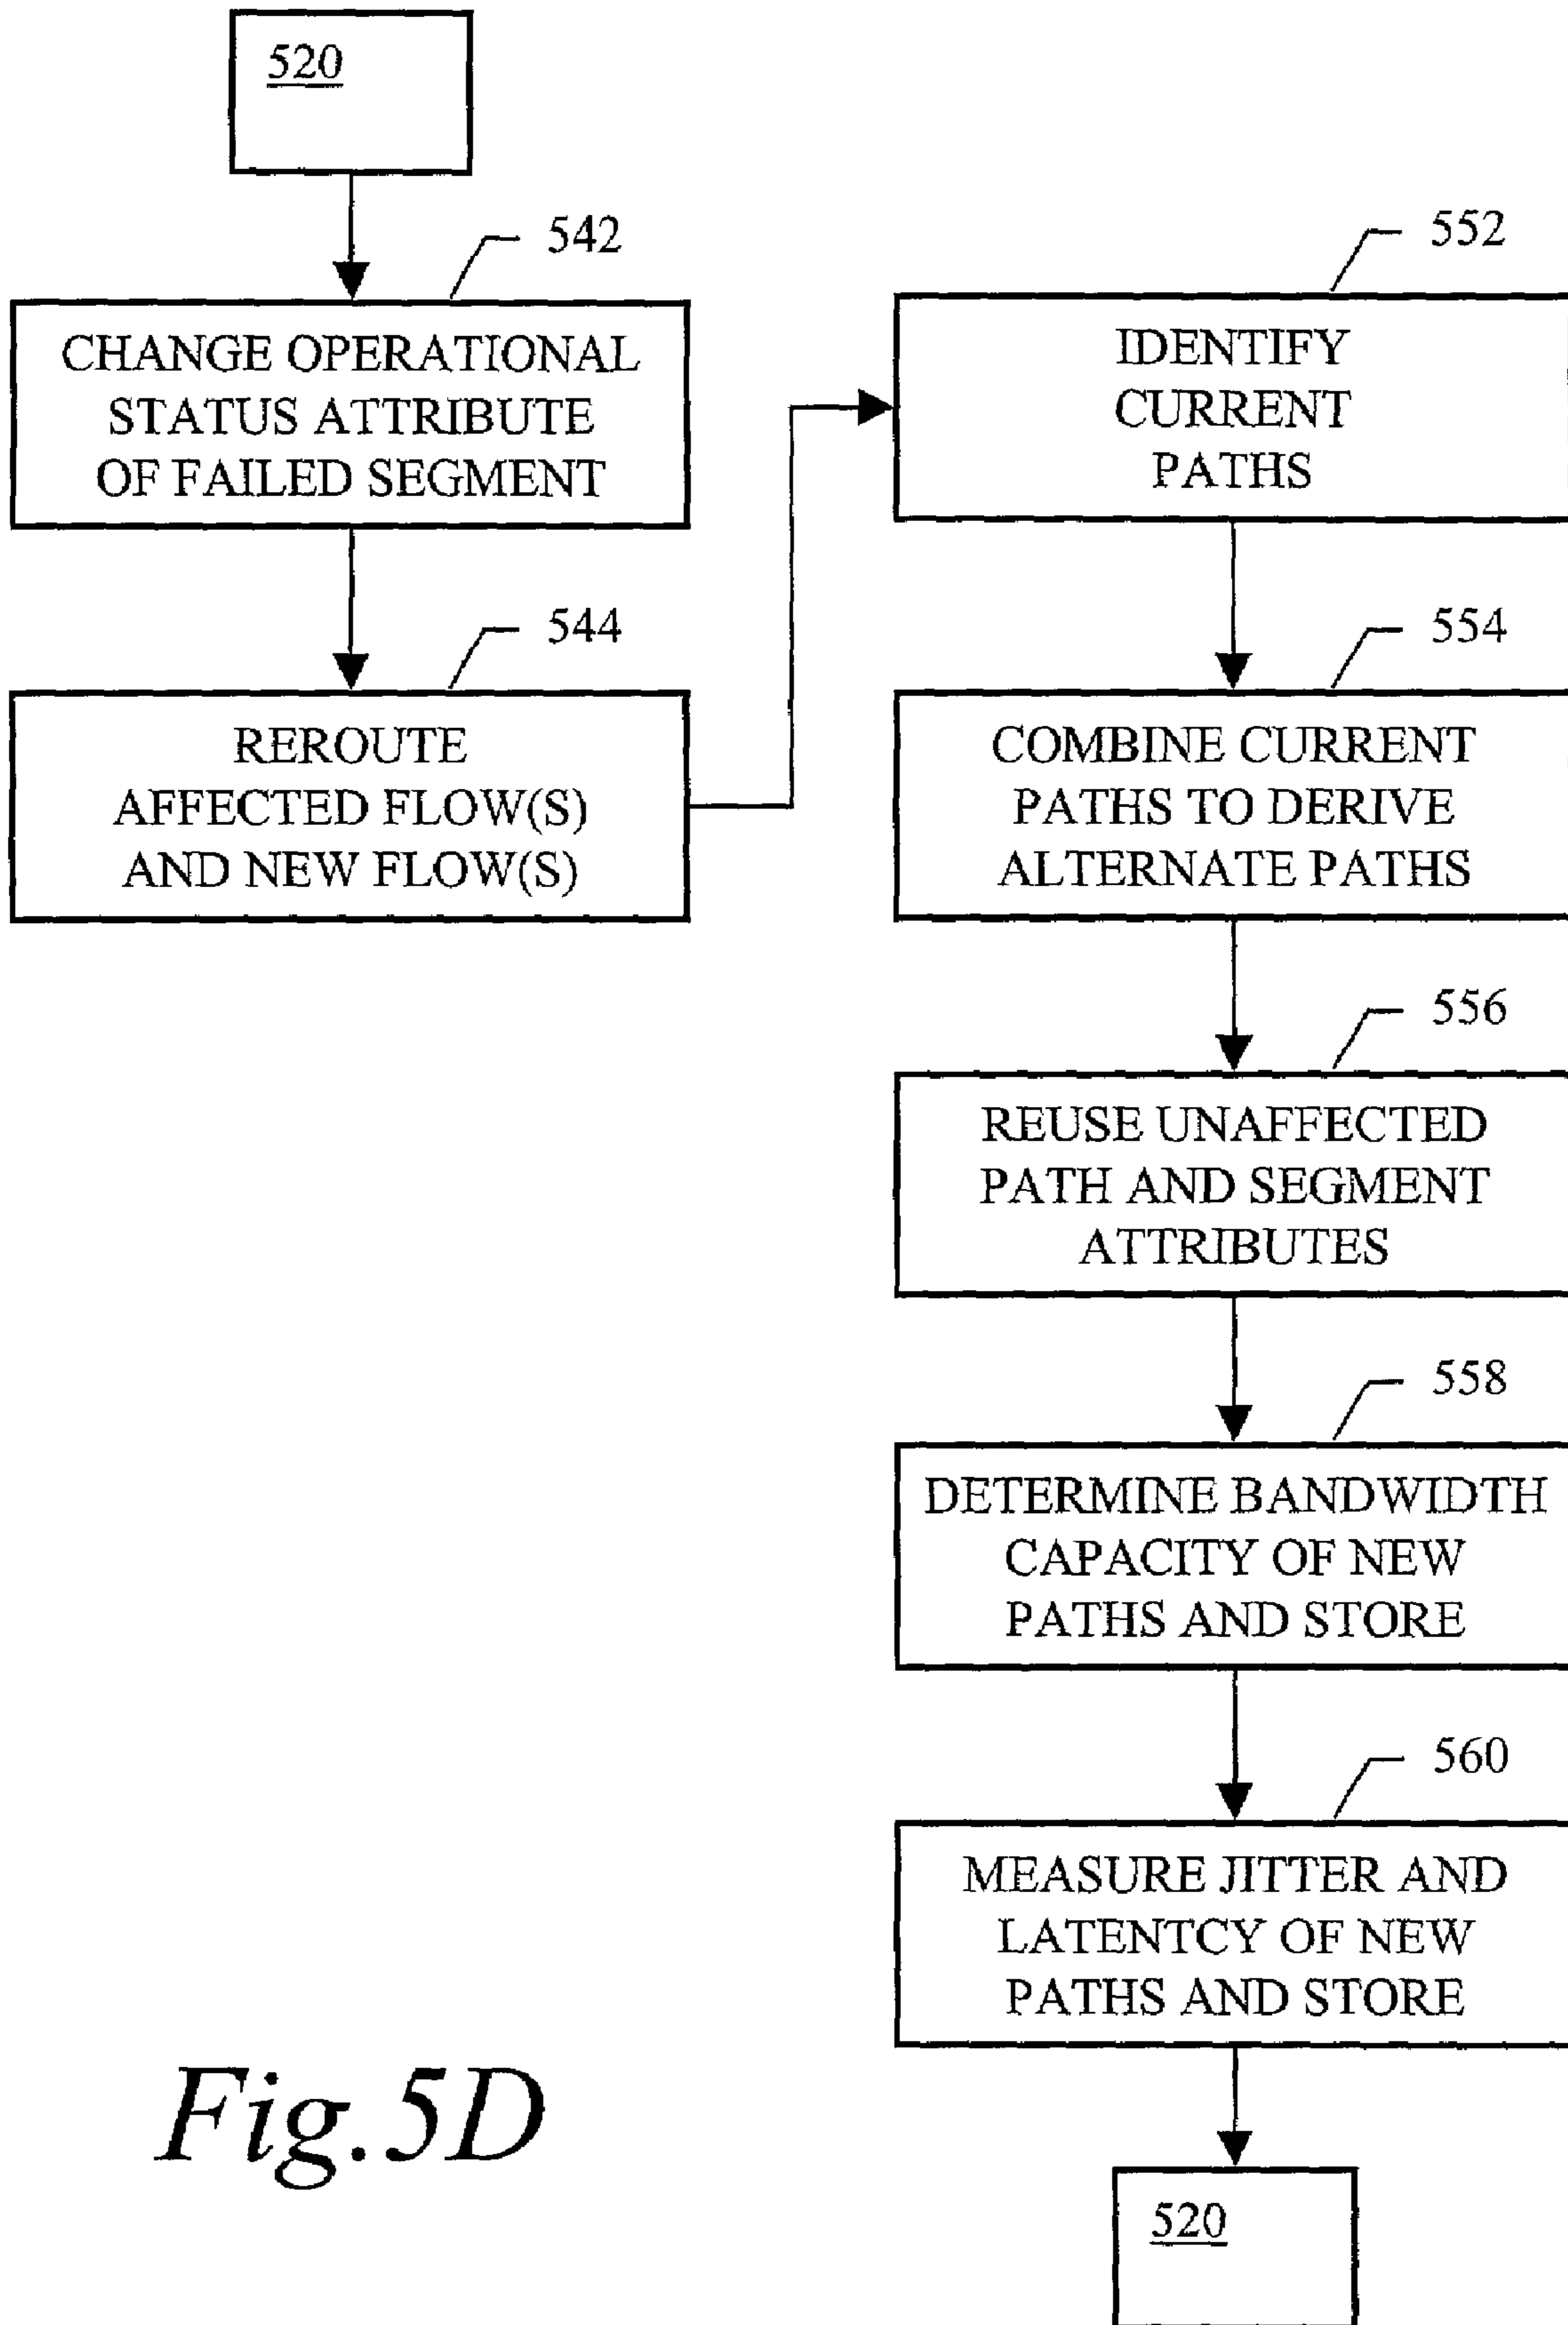 520
542
CHANGE OPERATIONAL
STATUS ATTRIBUTE
OF FAILED SEGMENT
544
REROUTE
AFFECTED FLOW(S)
AND NEW FLOW(S)
552
IDENTIFY
CURRENT
PATHS
554
COMBINE CURRENT
PATHS TO DERIVE
ALTERNATE PATHS
556
REUSE UNAFFECTED
PATH AND SEGMENT
ATTRIBUTES
558
DETERMINE BANDWIDTH
CAPACITY OF NEW
PATHS AND STORE
560
MEASURE JITTER AND
LATENTCY OF NEW
PATHS AND STORE
520
Fig.5D